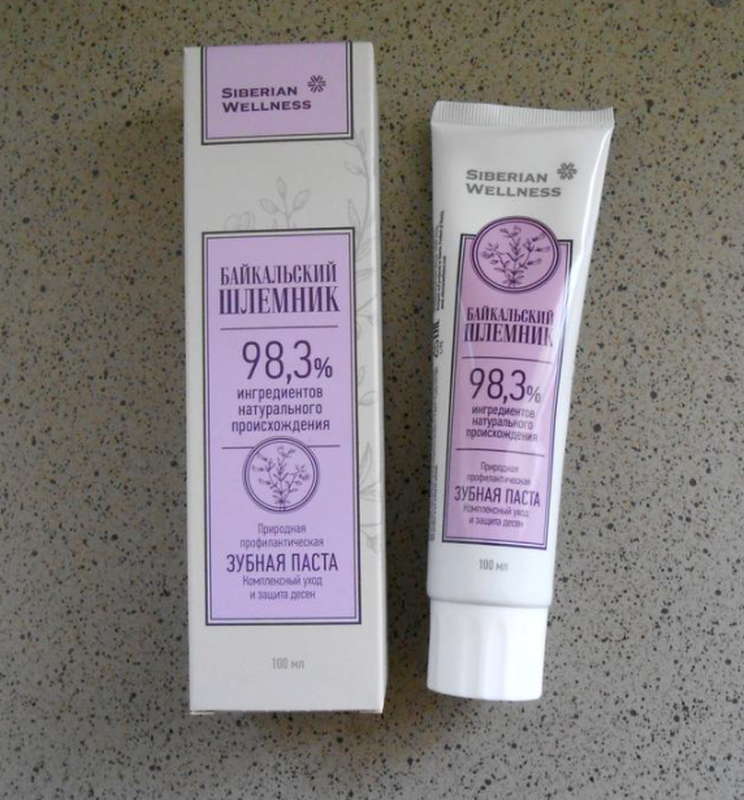 SIBERIAN
WELLNESS
БАЙКАЛЬСКИЙ
ШЛЕМНИК
98,3%
ингредиентов
натурального
происхождения
Природная
профилактическая
ЗУБНАЯ ПАСТА
Комплексный уход
и защита десен
100 мл
SIBERIAN
WELLNESS
БАЙКАЛЬСКИЙ
ШЛЕМНИК
98,3%
ингредиентов
натурального
происхождения
Природная
профилактическая
ЗУБНАЯ ПАСТА
Комплексный уход
и защита десен
100 мл